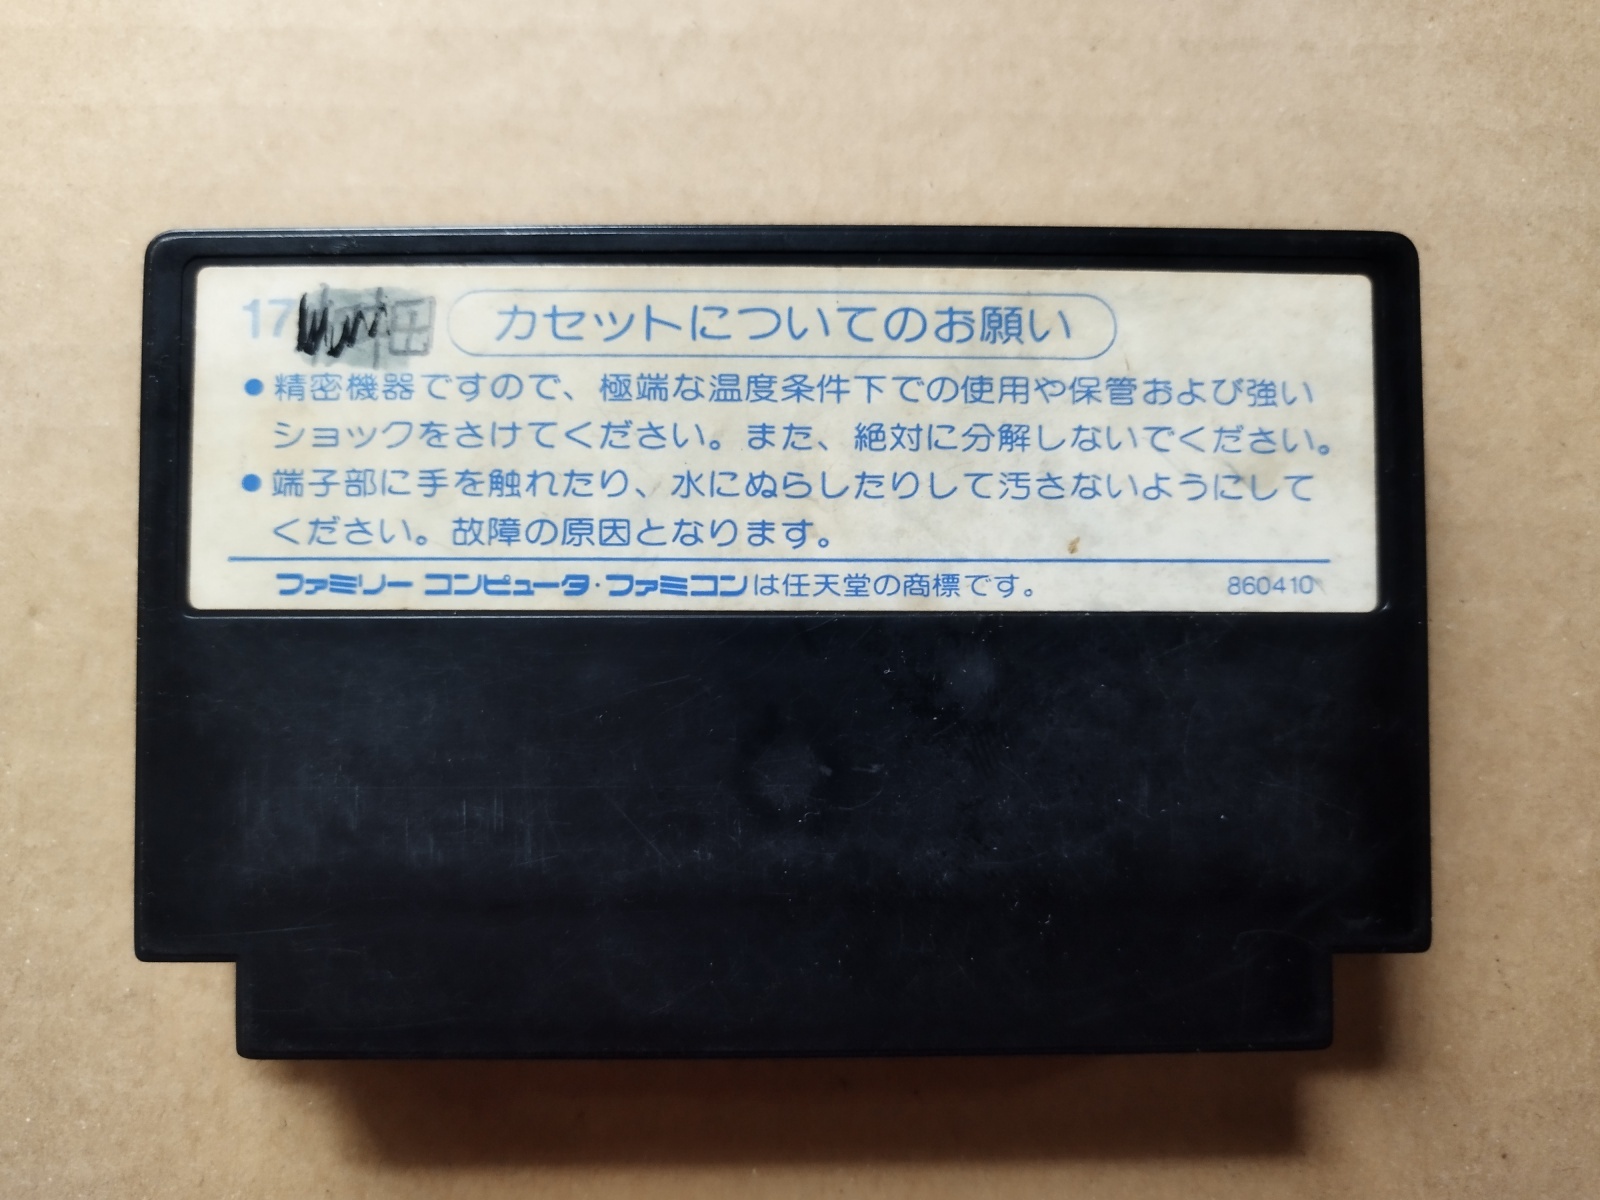 17
カセットについてのお願い
●精密機器ですので、極端な温度条件下での使用や保管および強い
ショックをさけてください。また、絶対に分解しないでください。
●端子部に手を触れたり、水にぬらしたりして汚さないようにして
ください。故障の原因となります。
ファミリー コンピュータ・ファミコンは任天堂の商標です。 860410